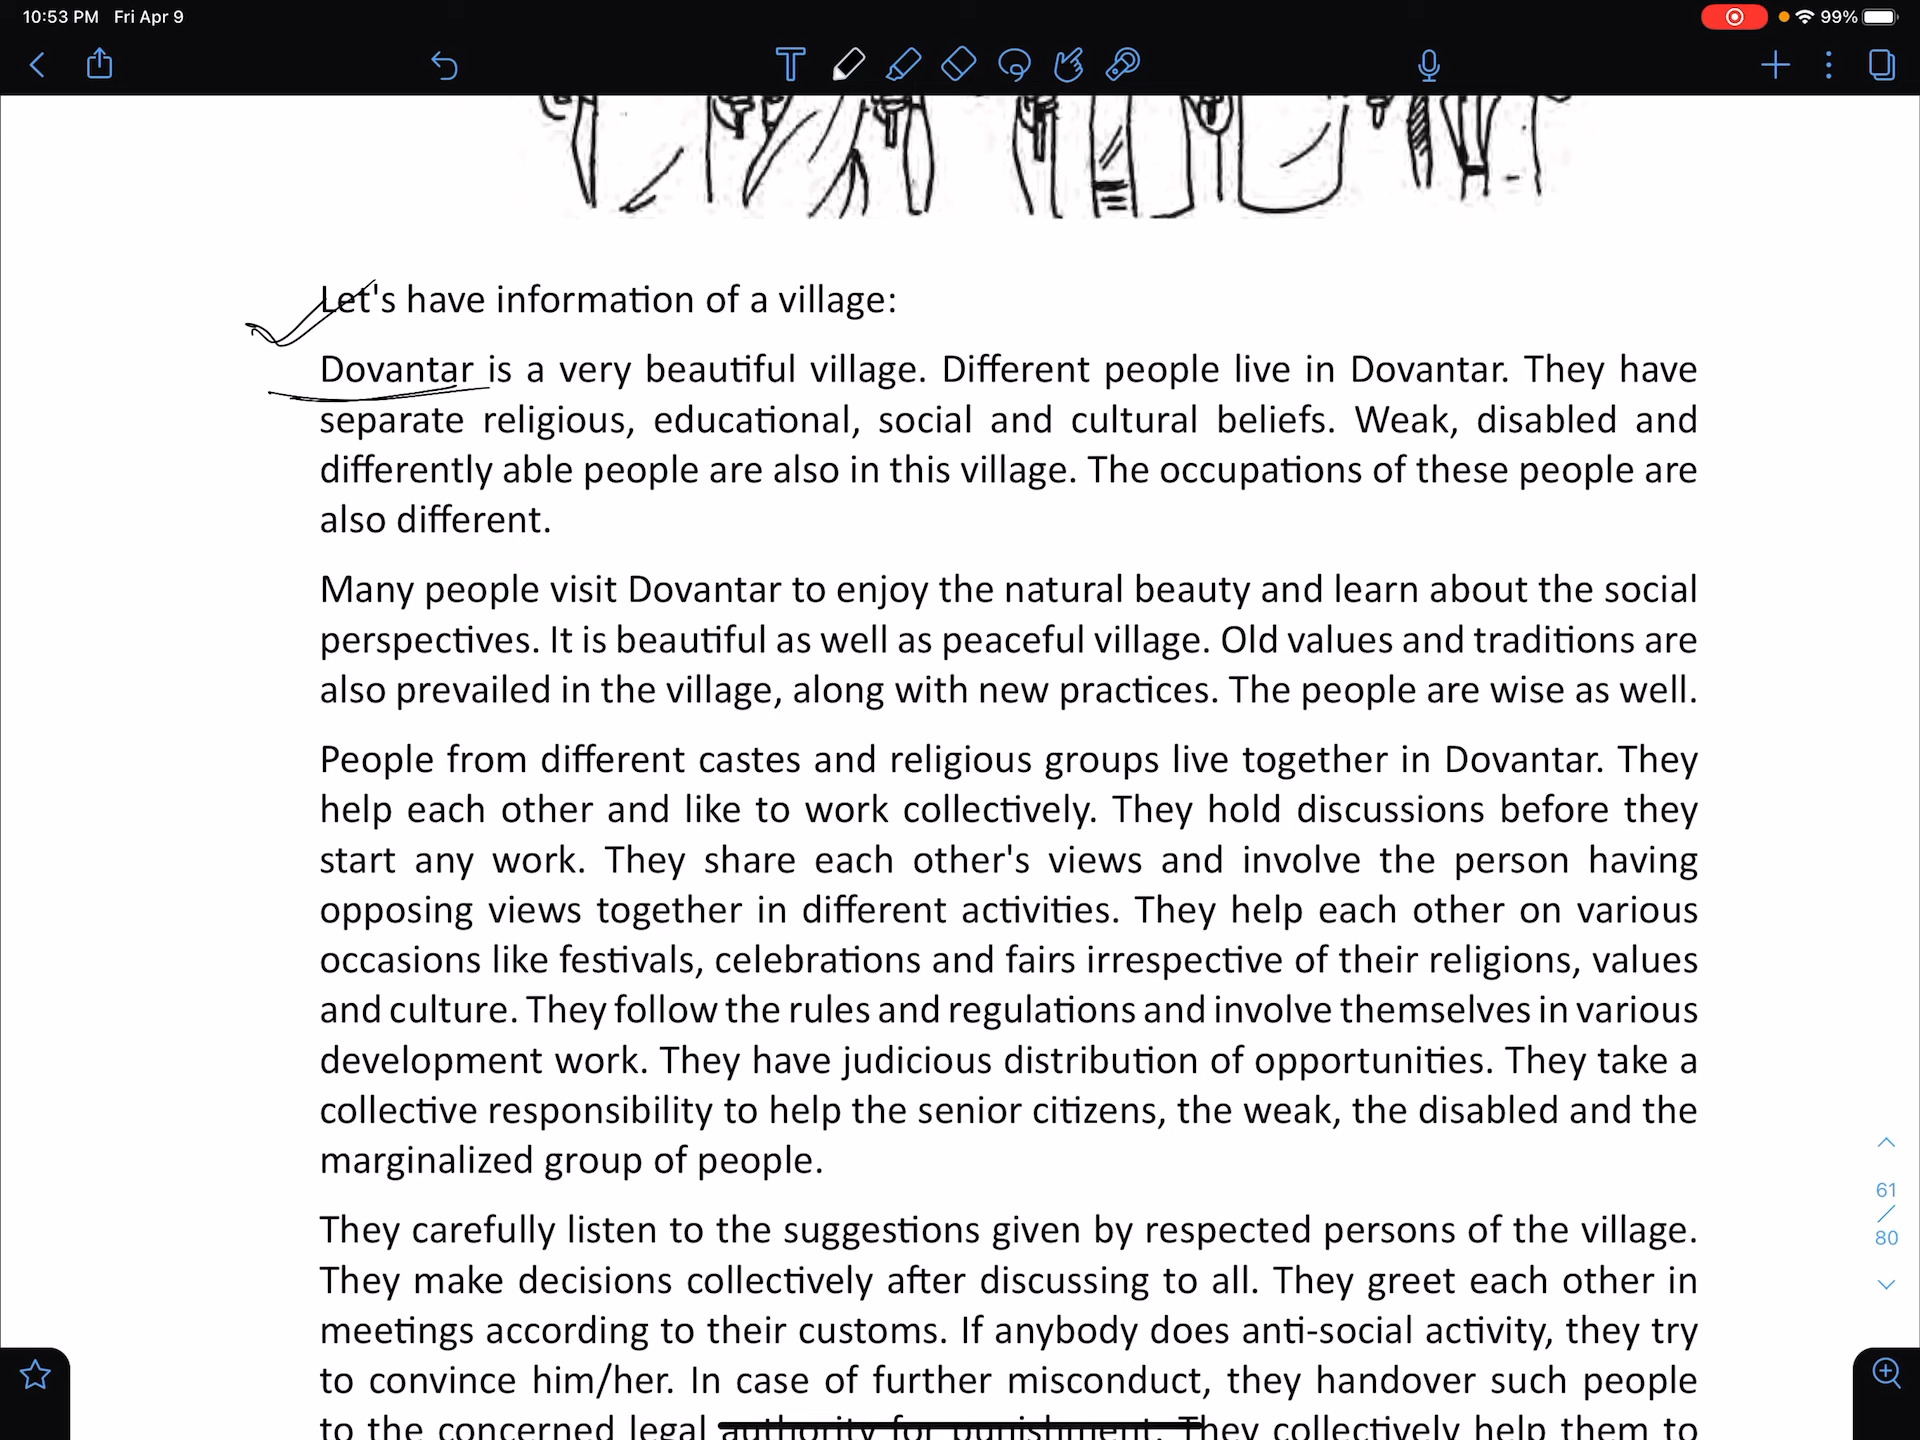 10:53 PM Fri Apr 9
99%
Let's have information of a village:
Dovantar is a very beautiful village. Different people live in Dovantar. They have
separate religious, educational, social and cultural beliefs. Weak, disabled and
differently able people are also in this village. The occupations of these people are
also different.
Many people visit Dovantar to enjoy the natural beauty and learn about the social
perspectives. It is beautiful as well as peaceful village. Old values and traditions are
also prevailed in the village, along with new practices. The people are wise as well.
People from different castes and religious groups live together in Dovantar. They
help each other and like to work collectively. They hold discussions before they
start any work. They share each other's views and involve the person having
opposing views together in different activities. They help each other on various
occasions like festivals, celebrations and fairs irrespective of their religions, values
and culture. They follow the rules and regulations and involve themselves in various
development work. They have judicious distribution of opportunities. They take a
collective responsibility to help the senior citizens, the weak, the disabled and the
marginalized group of people.
61
/
80
They carefully listen to the suggestions given by respected persons of the village.
They make decisions collectively after discussing to all. They greet each other in
meetings according to their customs. If anybody does anti-social activity, they try
to convince him/her. In case of further misconduct, they handover such people
to the concerned legal authority for punishment. They collectively help them to